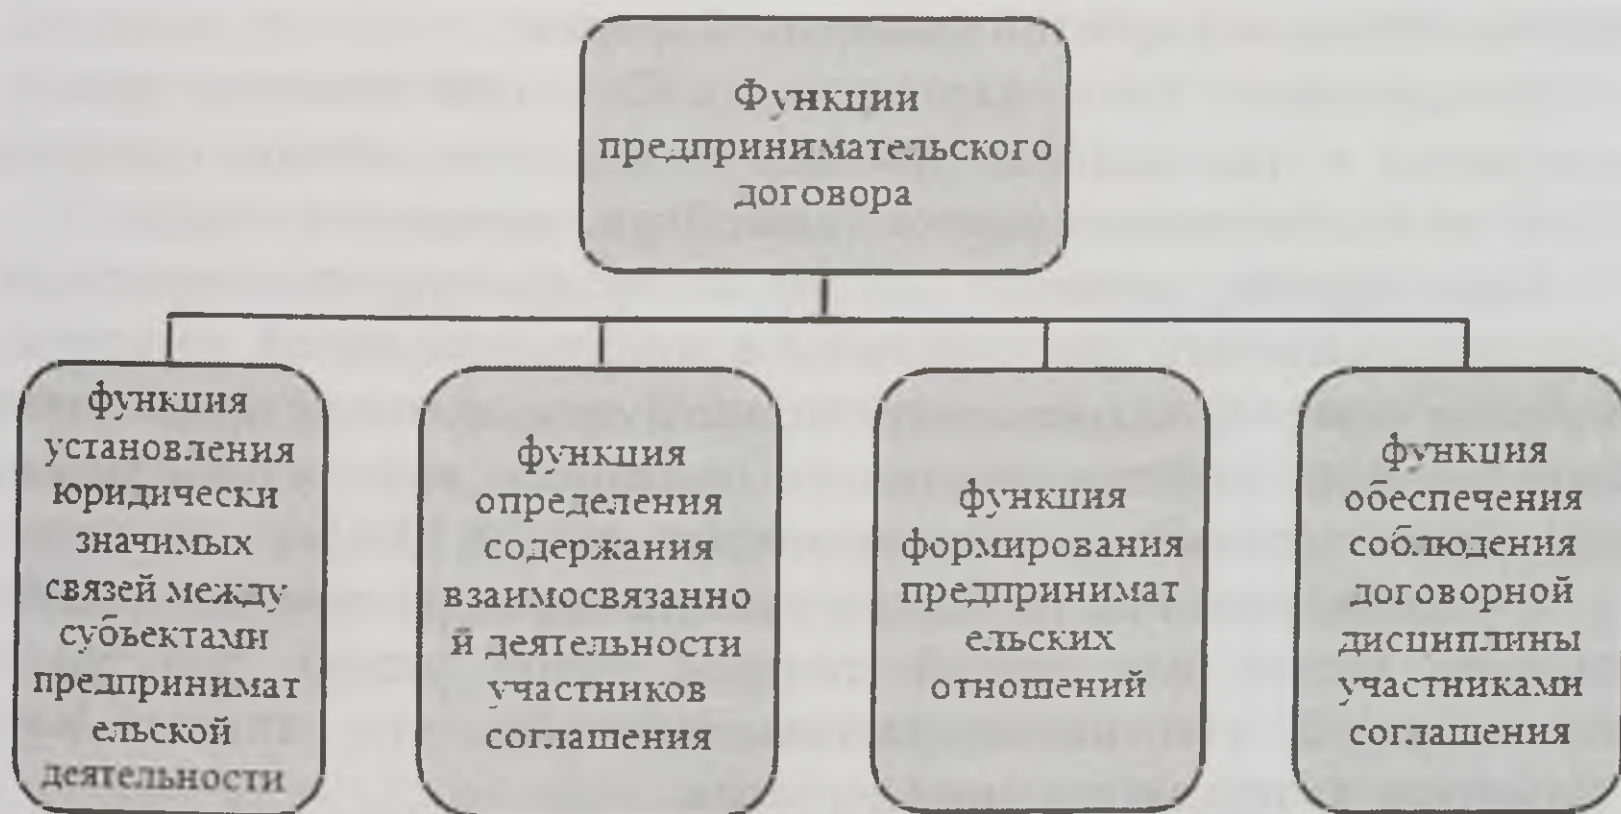 Функции
предпринимательского
договора
функция
установления
юридически
значимых
связей между
субъектами
предпринимат
ельской
деятельности
функция
определения
содержания
взаимосвязанно
й деятельности
участников
соглашения
функция
формирования
предпринимат
ельских
отношений
функция
обеспечения
соблюдения
договорной
дисциплины
участниками
соглашения